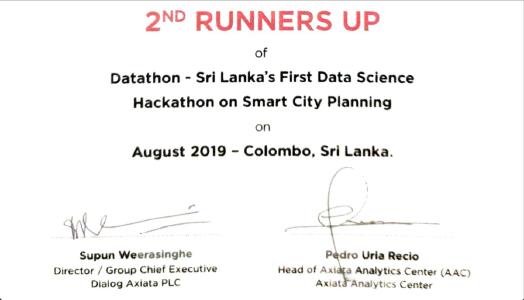 2ND RUNNERS UP
of
Datathon - Sri Lanka's First Data Science
Hackathon on Smart City Planning
on
August 2019 – Colombo, Sri Lanka.
Supun Weerasinghe
Director / Group Chief Executive
Dialog Axiata PLC
Pedro Uria Recio
Head of Axiata Analytics Center (AAC)
Axiata Analytics Center